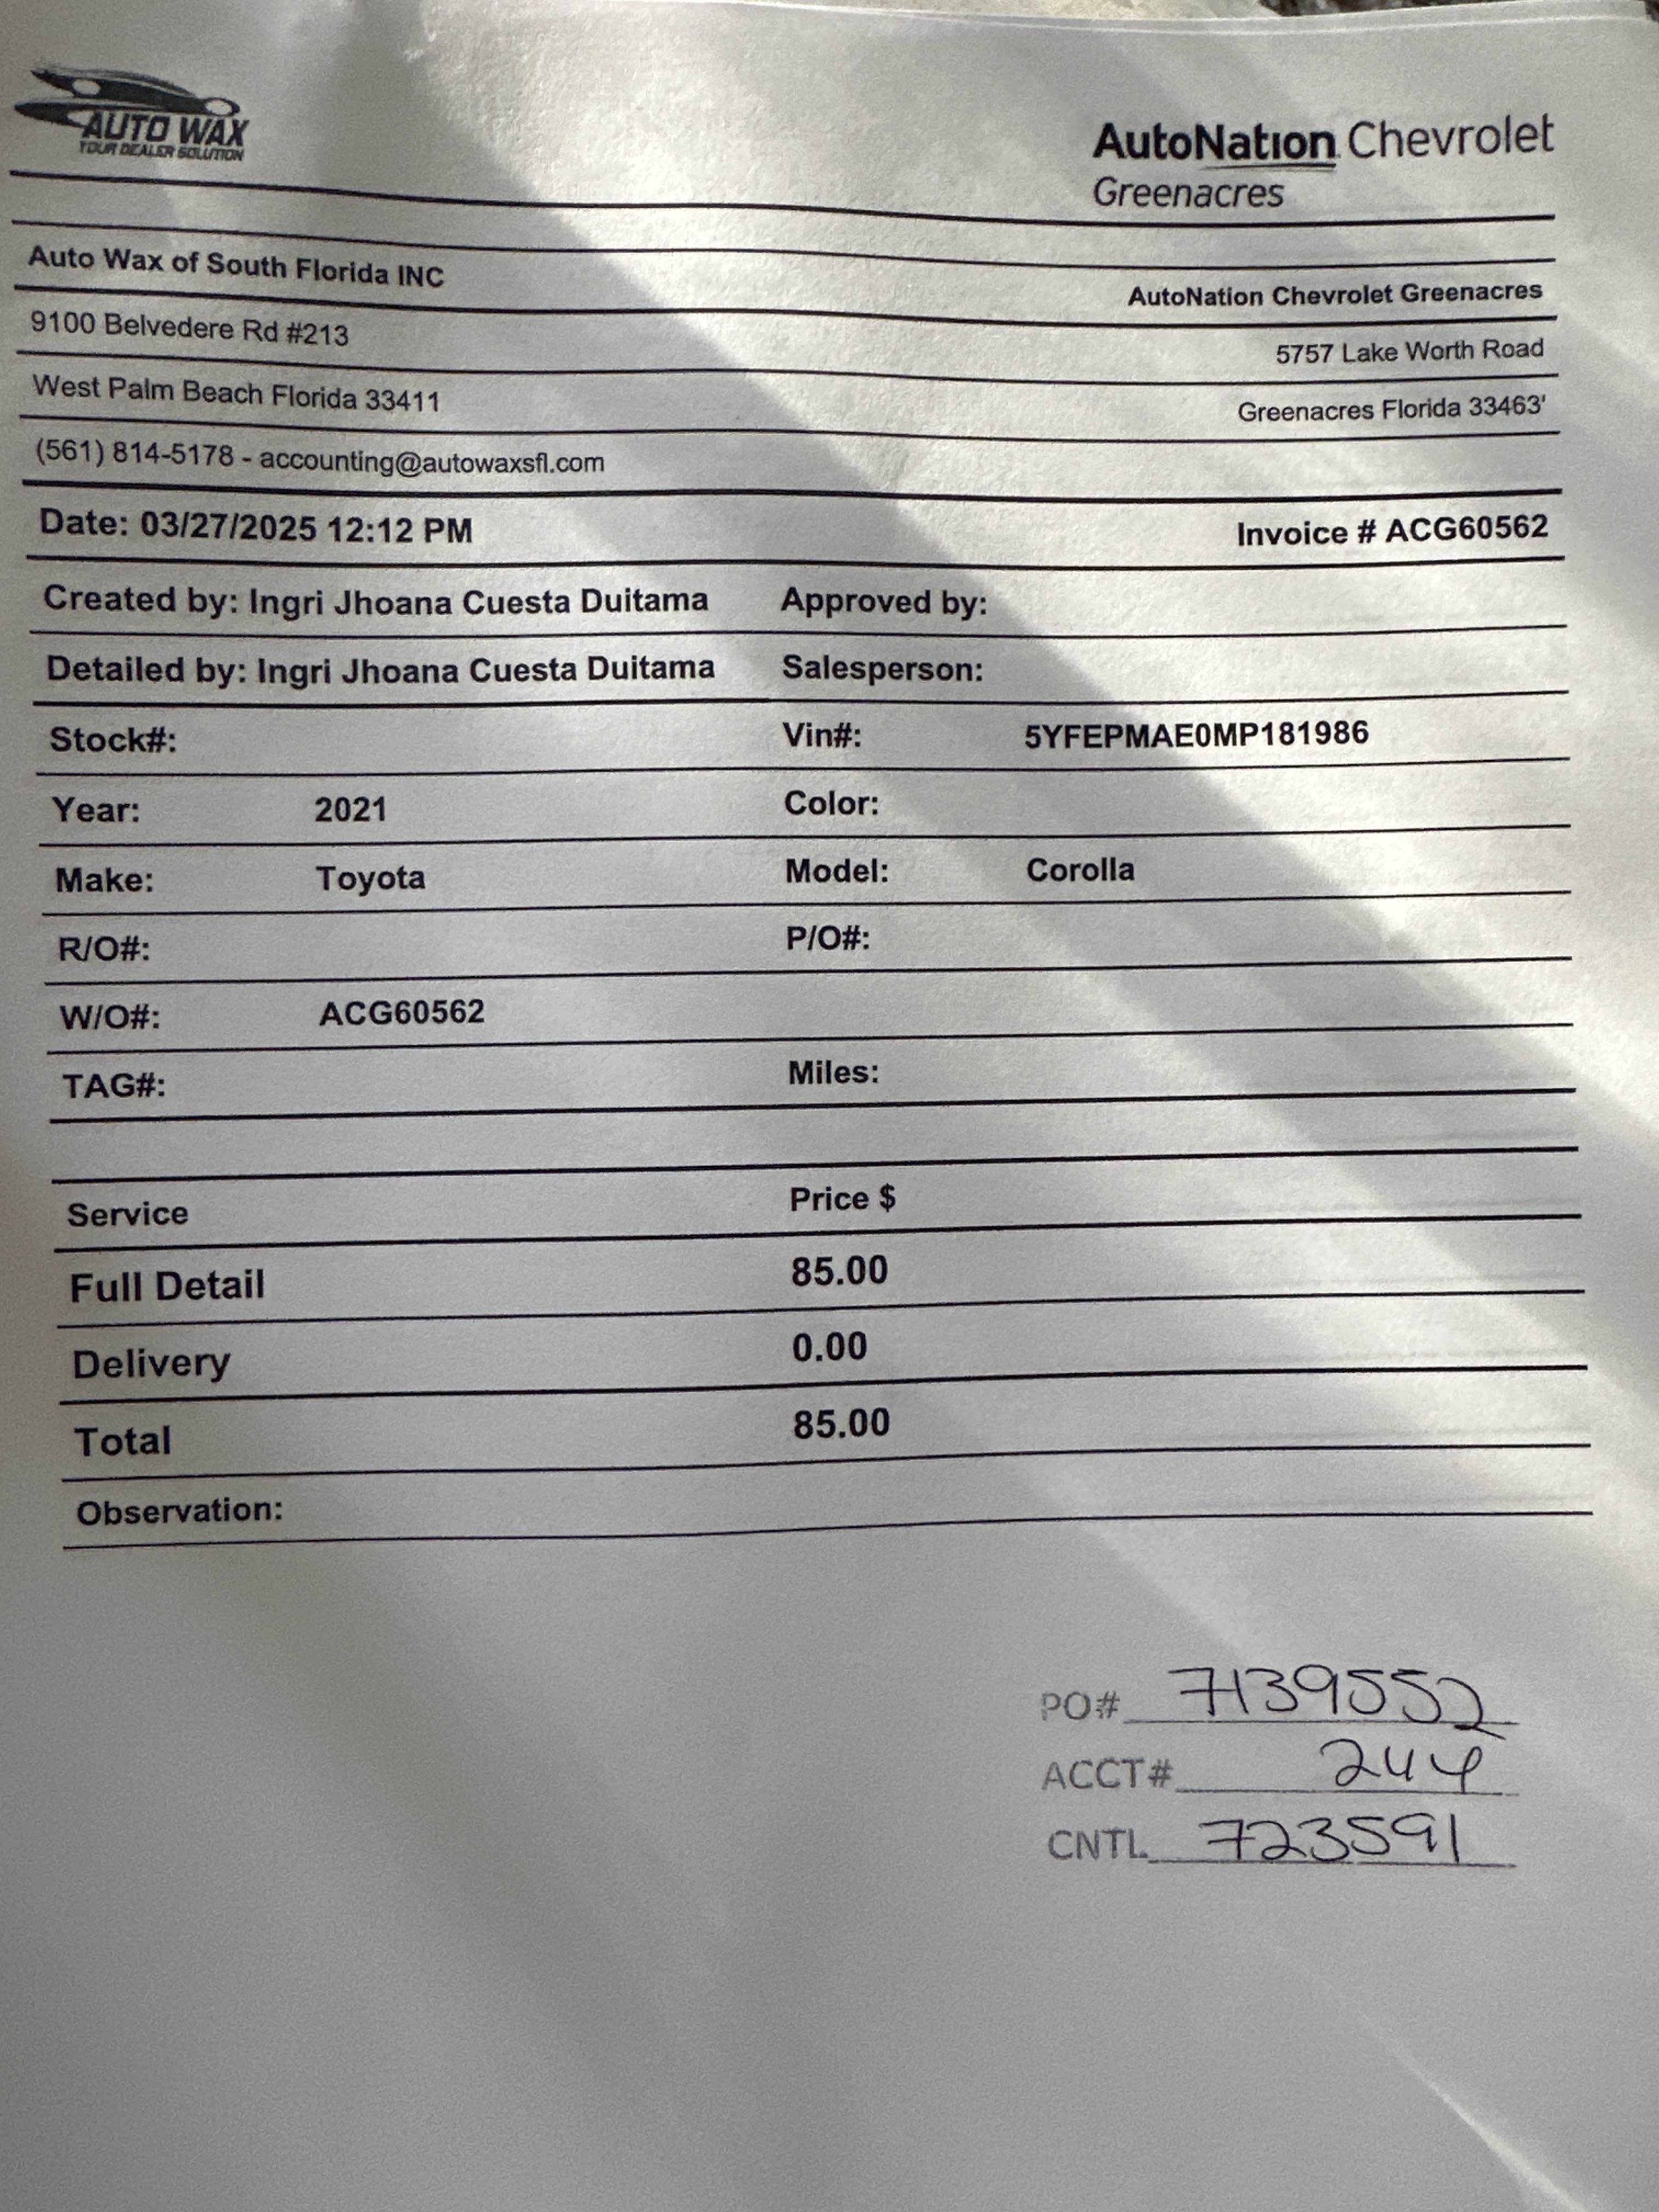 AUTO WAX
YOUR DEALER SOLUTION
AutoNation Chevrolet
Greenacres
Auto Wax of South Florida INC
AutoNation Chevrolet Greenacres
9100 Belvedere Rd #213
5757 Lake Worth Road
West Palm Beach Florida 33411
Greenacres Florida 33463'
(561) 814-5178 - accounting@autowaxsfl.com
Date: 03/27/2025 12:12 PM Invoice # ACG60562
Created by: Ingri Jhoana Cuesta Duitama Approved by:
Detailed by: Ingri Jhoana Cuesta Duitama Salesperson:
Stock#: Vin#: 5YFEPMAE0MP181986
Year: 2021 Color:
Make: Toyota Model: Corolla
R/O#: P/O#:
W/O#: ACG60562
TAG#: Miles:
Service Price $
Full Detail 85.00
Delivery 0.00
Total 85.00
Observation:
PO# 7139552
ACCT# 244
CNTL 723591